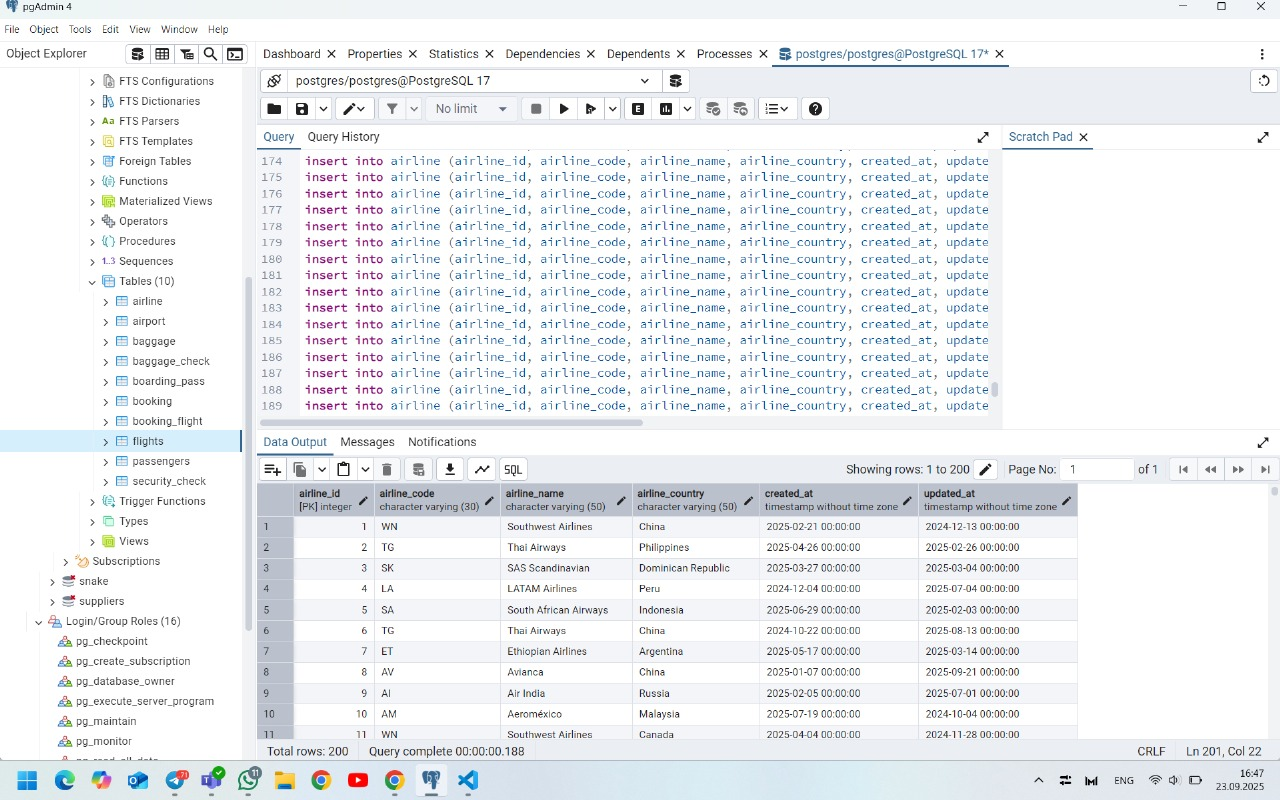 pgAdmin 4
File Object Tools Edit View Window Help
Object Explorer
Dashboard Properties Statistics Dependencies Dependents Processes postgres/postgres@PostgreSQL 17*
postgres/postgres@PostgreSQL 17
No limit
E
Query Query History
Scratch Pad
FTS Configurations
FTS Dictionaries
FTS Parsers
FTS Templates
Foreign Tables
Functions
Materialized Views
Operators
Procedures
1..3 Sequences
Tables (10)
airline
airport
baggage
baggage_check
boarding_pass
booking
booking_flight
flights
passengers
security_check
Trigger Functions
Types
Views
Subscriptions
snake
suppliers
Login/Group Roles (16)
pg_checkpoint
pg_create_subscription
pg_database_owner
pg_execute_server_program
pg_maintain
pg_monitor
174 insert into airline (airline_id, airline_code, airline_name, airline_country, created_at, update
175 insert into airline (airline_id, airline_code, airline_name, airline_country, created_at, update
176 insert into airline (airline_id, airline_code, airline_name, airline_country, created_at, update
177 insert into airline (airline_id, airline_code, airline_name, airline_country, created_at, update
178 insert into airline (airline_id, airline_code, airline_name, airline_country, created_at, update
179 insert into airline (airline_id, airline_code, airline_name, airline_country, created_at, update
180 insert into airline (airline_id, airline_code, airline_name, airline_country, created_at, update
181 insert into airline (airline_id, airline_code, airline_name, airline_country, created_at, update
182 insert into airline (airline_id, airline_code, airline_name, airline_country, created_at, update
183 insert into airline (airline_id, airline_code, airline_name, airline_country, created_at, update
184 insert into airline (airline_id, airline_code, airline_name, airline_country, created_at, update
185 insert into airline (airline_id, airline_code, airline_name, airline_country, created_at, update
186 insert into airline (airline_id, airline_code, airline_name, airline_country, created_at, update
187 insert into airline (airline_id, airline_code, airline_name, airline_country, created_at, update
188 insert into airline (airline_id, airline_code, airline_name, airline_country, created_at, update
189 insert into airline (airline_id, airline_code, airline_name, airline_country, created_at, update
Data Output Messages Notifications
SQL Showing rows: 1 to 200 Page No: 1 of 1
airline_id airline_code airline_name airline_country created_at updated_at
[PK] integer character varying (30) character varying (50) character varying (50) timestamp without time zone timestamp without time zone
1 1 WN Southwest Airlines China 2025-02-21 00:00:00 2024-12-13 00:00:00
2 2 TG Thai Airways Philippines 2025-04-26 00:00:00 2025-02-26 00:00:00
3 3 SK SAS Scandinavian Dominican Republic 2025-03-27 00:00:00 2025-03-04 00:00:00
4 4 LA LATAM Airlines Peru 2024-12-04 00:00:00 2025-07-04 00:00:00
5 5 SA South African Airways Indonesia 2025-06-29 00:00:00 2025-02-03 00:00:00
6 6 TG Thai Airways China 2024-10-22 00:00:00 2025-08-13 00:00:00
7 7 ET Ethiopian Airlines Argentina 2025-05-17 00:00:00 2025-03-14 00:00:00
8 8 AV Avianca China 2025-01-07 00:00:00 2025-09-21 00:00:00
9 9 AI Air India Russia 2025-02-05 00:00:00 2025-07-01 00:00:00
10 10 AM Aeroméxico Malaysia 2025-07-19 00:00:00 2024-10-04 00:00:00
11 11 WN Southwest Airlines Canada 2025-04-04 00:00:00 2024-11-28 00:00:00
Total rows: 200 Query complete 00:00:00.188 CRLF Ln 201, Col 22
71 11 ENG 16:47
23.09.2025